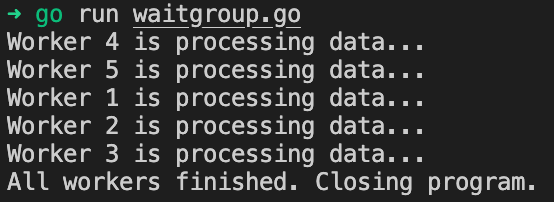 ➜ go run waitgroup.go
Worker 4 is processing data...
Worker 5 is processing data...
Worker 1 is processing data...
Worker 2 is processing data...
Worker 3 is processing data...
All workers finished. Closing program.